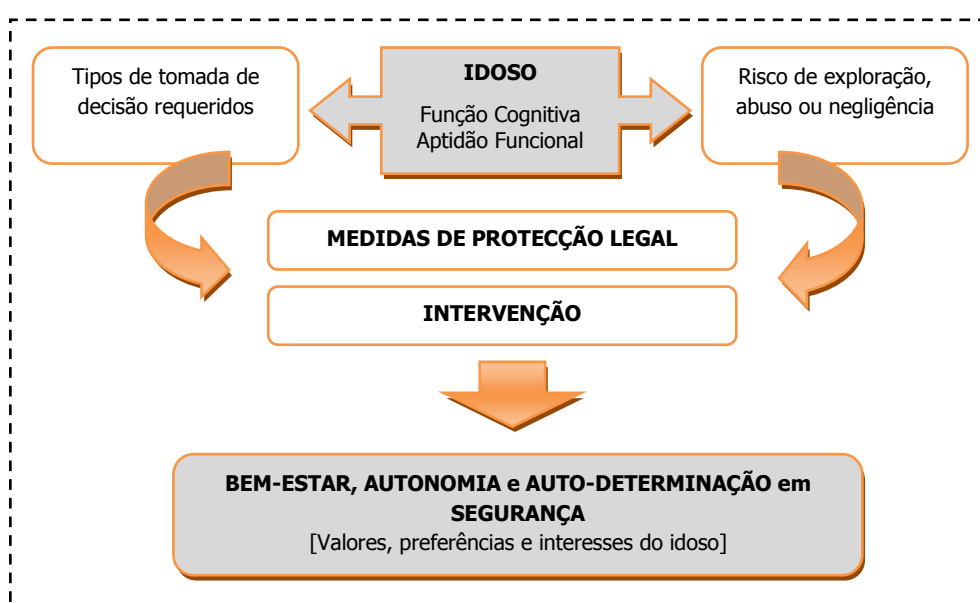 Tipos de tomada de
decisão requeridos
IDOSO
Função Cognitiva
Aptidão Funcional
Risco de exploração,
abuso ou negligência
MEDIDAS DE PROTECÇÃO LEGAL
INTERVENÇÃO
BEM-ESTAR, AUTONOMIA e AUTO-DETERMINAÇÃO em
SEGURANÇA
[Valores, preferências e interesses do idoso]